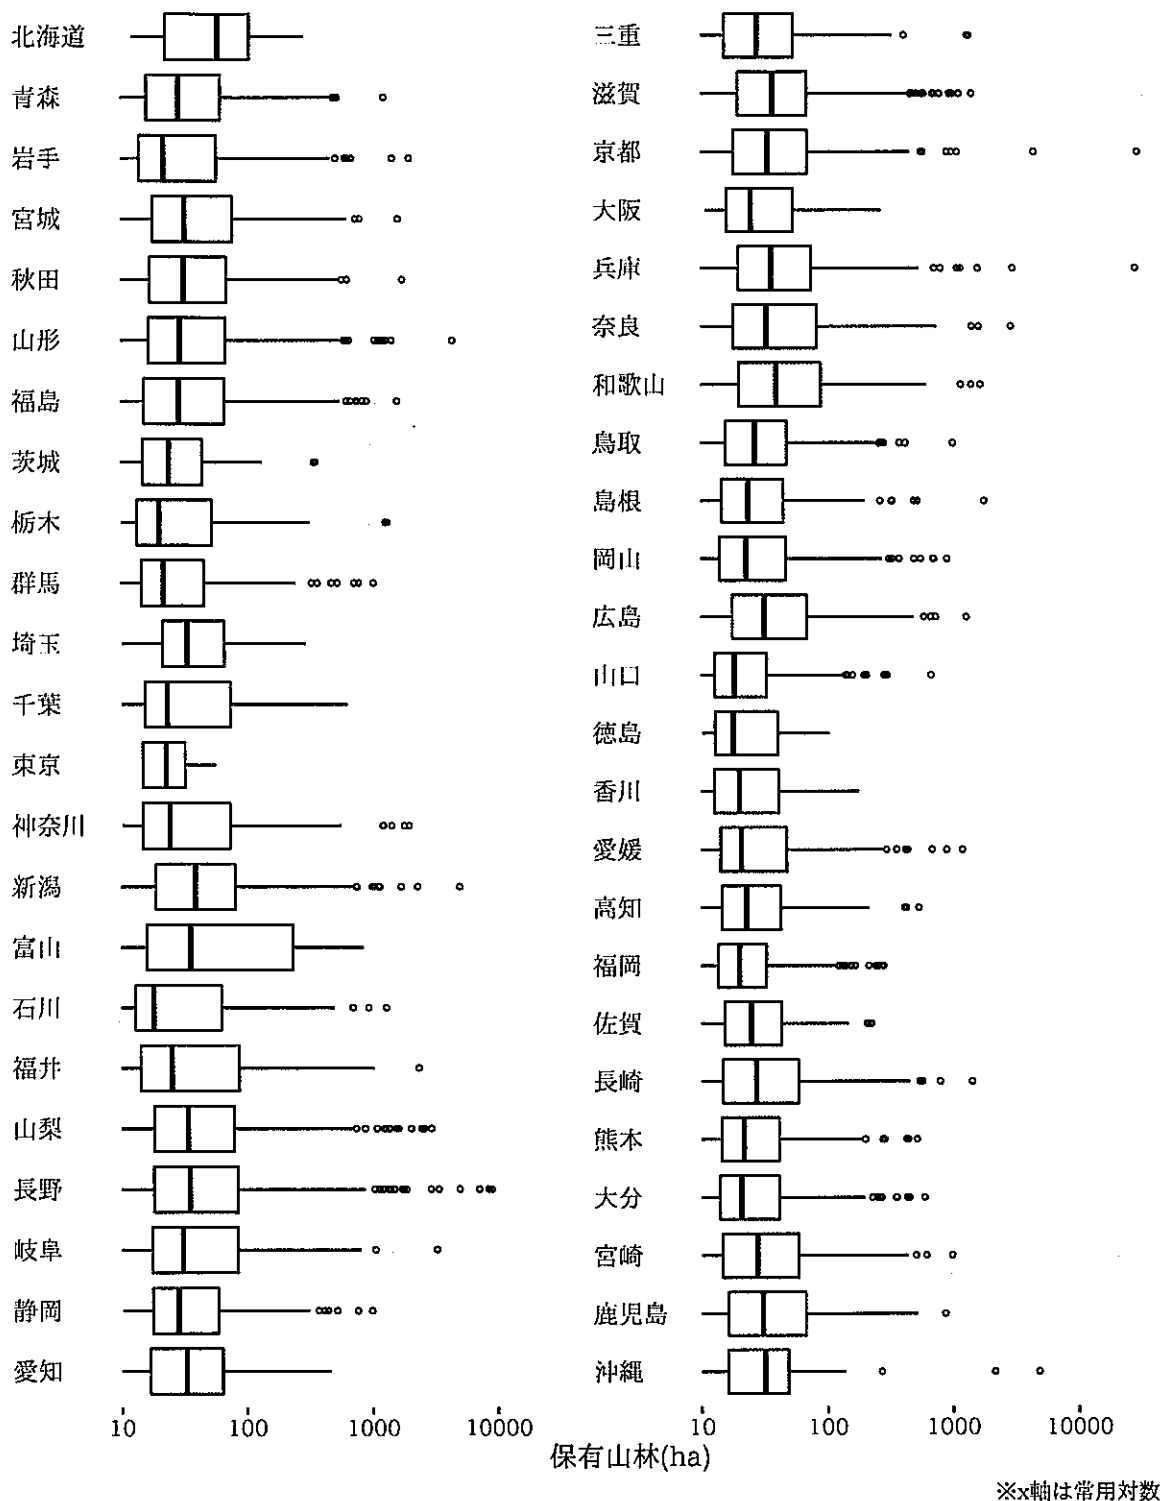 北海道
青森
岩手
宮城
秋田
山形
福島
茨城
栃木
群馬
埼玉
千葉
東京
神奈川
新潟
富山
石川
福井
山梨
長野
岐阜
静岡
愛知
10 100 1000 10000
三重
滋賀
京都
大阪
兵庫
奈良
和歌山
鳥取
島根
岡山
広島
山口
徳島
香川
愛媛
高知
福岡
佐賀
長崎
熊本
大分
宮崎
鹿児島
沖縄
10 100 1000 10000
保有山林(ha)
※x軸は常用対数